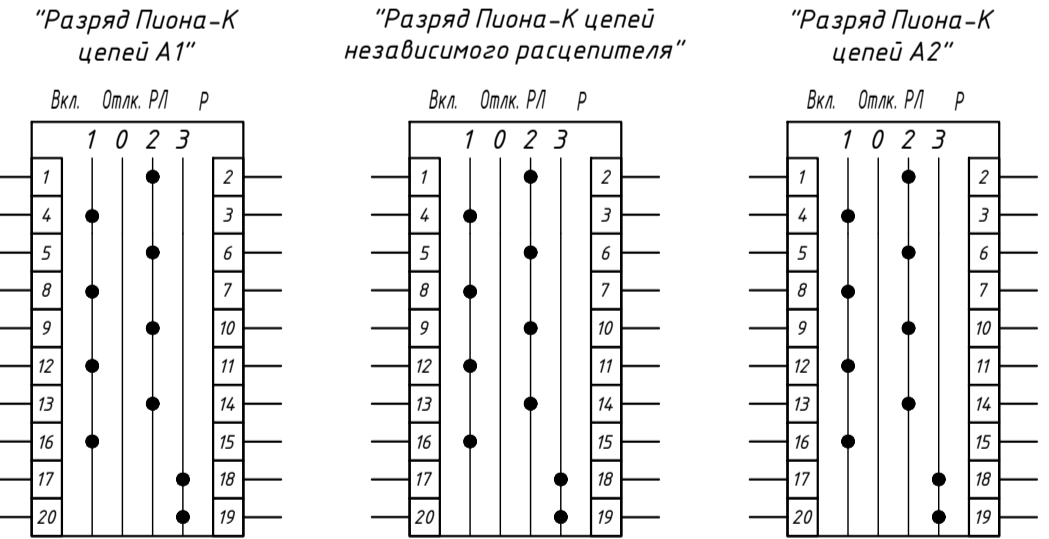 "Разряд Пиона-К
цепей А1"
Вкл. Отлк. РЛ Р
1 0 2 3
1 2
4 3
5 6
8 7
9 10
12 11
13 14
16 15
17 18
20 19
"Разряд Пиона-К цепей
независимого расцепителя"
Вкл. Отлк. РЛ Р
1 0 2 3
1 2
4 3
5 6
8 7
9 10
12 11
13 14
16 15
17 18
20 19
"Разряд Пиона-К
цепей А2"
Вкл. Отлк. РЛ Р
1 0 2 3
1 2
4 3
5 6
8 7
9 10
12 11
13 14
16 15
17 18
20 19